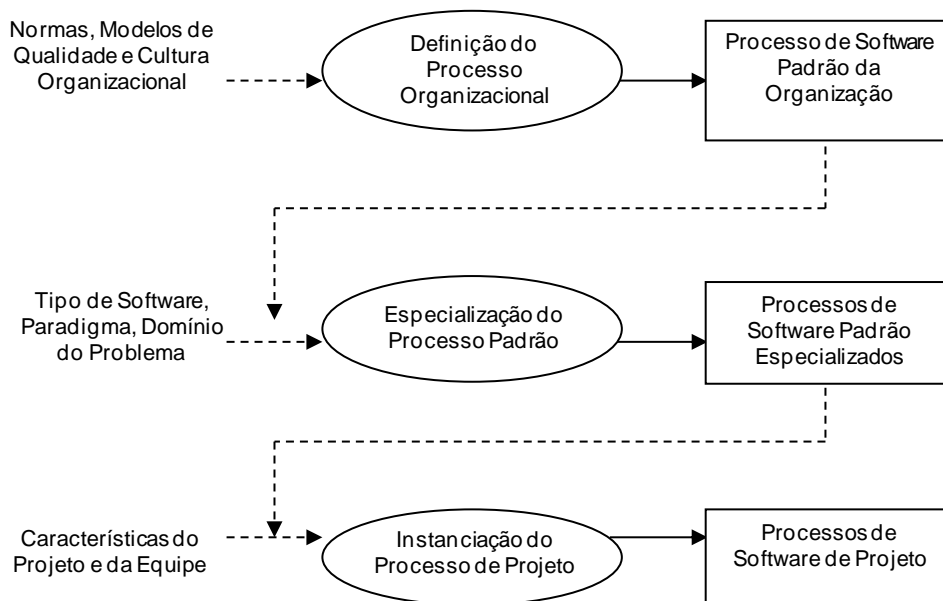 Normas, Modelos de
Qualidade e Cultura
Organizacional
Definição do
Processo
Organizacional
Processo de Software
Padrão da
Organização
Tipo de Software,
Paradigma, Domínio
do Problema
Especialização do
Processo Padrão
Processos de
Software Padrão
Especializados
Características do
Projeto e da Equipe
Instanciação do
Processo de Projeto
Processos de
Software de Projeto